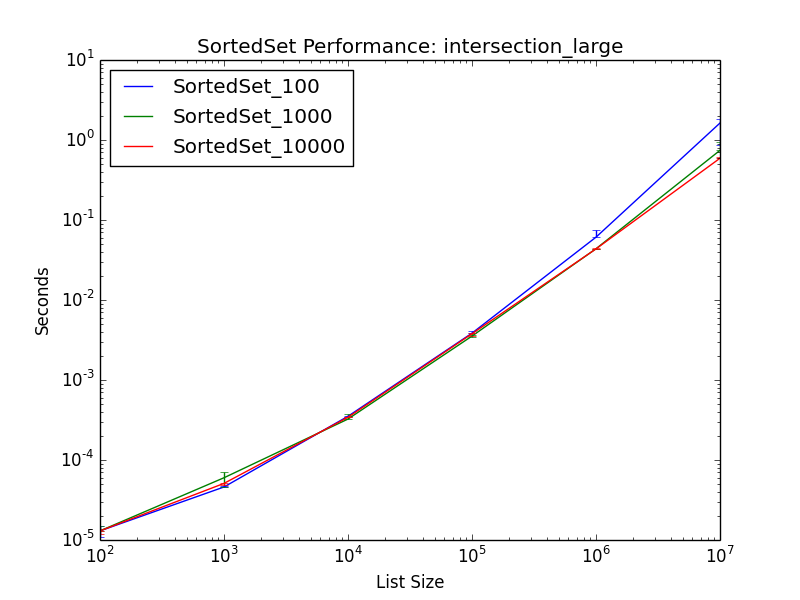 SortedSet Performance: intersection_large
10^1
SortedSet_100
SortedSet_1000
SortedSet_10000
10^0
10^-1
10^-2
10^-3
10^-4
10^-5
Seconds
10^2 10^3 10^4 10^5 10^6 10^7
List Size